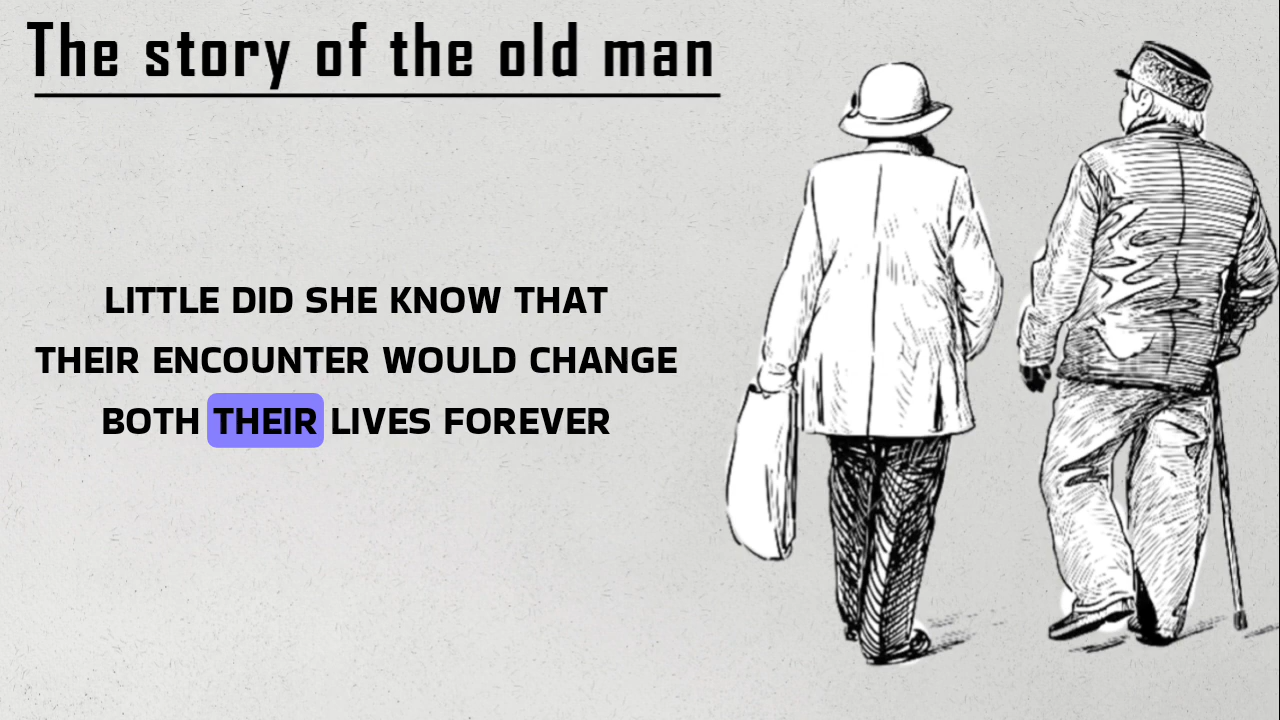 The story of the old man
LITTLE DID SHE KNOW THAT
THEIR ENCOUNTER WOULD CHANGE
BOTH THEIR LIVES FOREVER